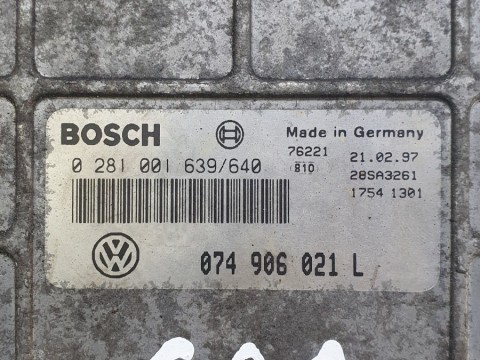 BOSCH
Made in Germany
0 281 001 639/640
76221 21.02.97
810 28SA3261
1754 1301
074 906 021 L